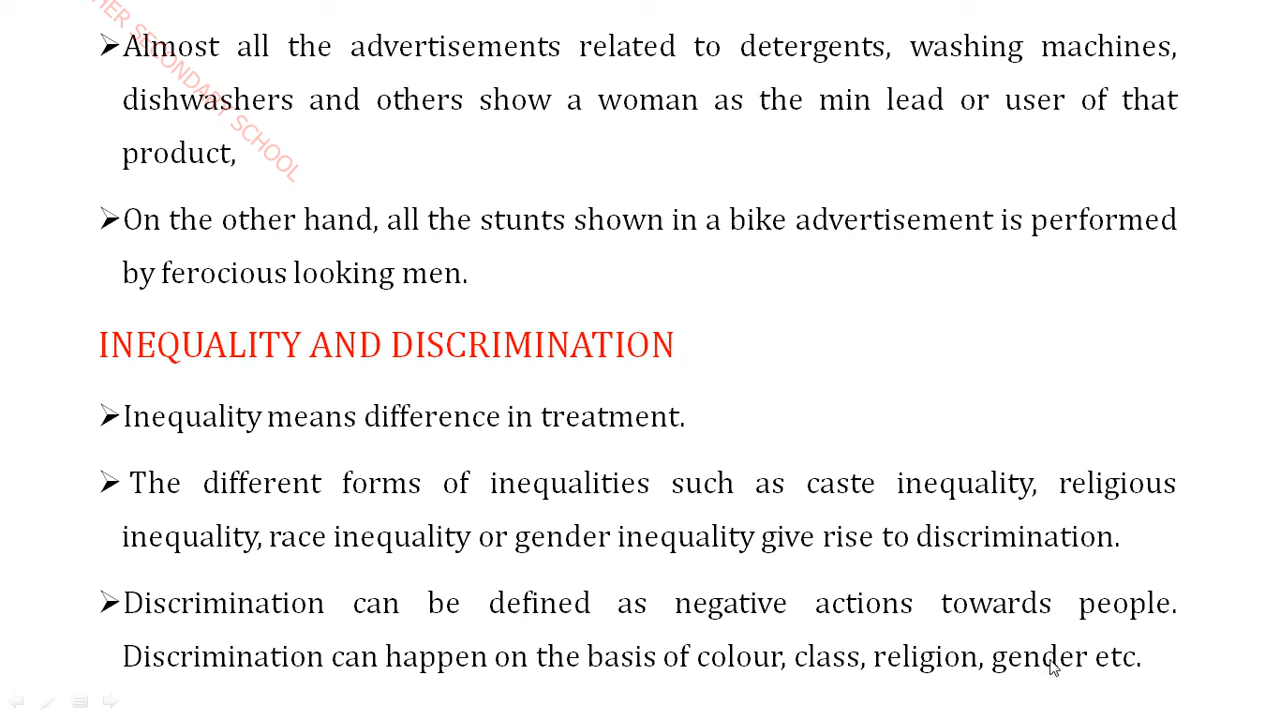 ➢Almost all the advertisements related to detergents, washing machines,
dishwashers and others show a woman as the min lead or user of that
product,
➢On the other hand, all the stunts shown in a bike advertisement is performed
by ferocious looking men.
INEQUALITY AND DISCRIMINATION
➢Inequality means difference in treatment.
➢ The different forms of inequalities such as caste inequality, religious
inequality, race inequality or gender inequality give rise to discrimination.
➢Discrimination can be defined as negative actions towards people.
Discrimination can happen on the basis of colour, class, religion, gender etc.
SECONDARY SCHOOL